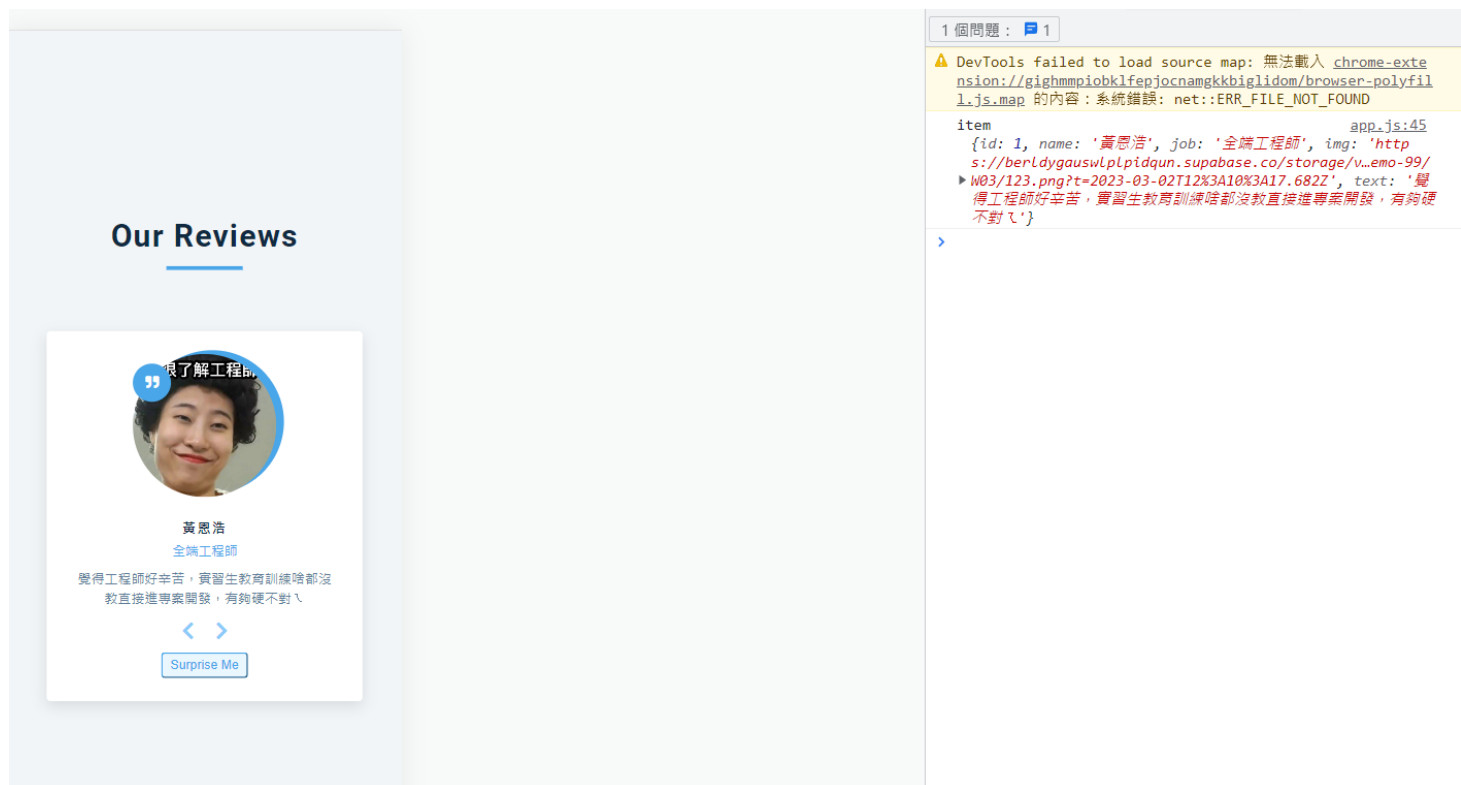 Our Reviews
很了解工程師
黃恩浩
全端工程師
覺得工程師好辛苦，實習生教育訓練啥都沒
教直接進專案開發，有夠硬不對ㄟ
Surprise Me
1 個問題： 1
DevTools failed to load source map: 無法載入 chrome-exte
nsion://gighmmpiobklfepjocnamgkkbiglidom/browser-polyfil
l.js.map 的內容：系統錯誤: net::ERR_FILE_NOT_FOUND
item app.js:45
{id: 1, name: '黃恩浩', job: '全端工程師', img: 'http
s://berldygauswlplpidqun.supabase.co/storage/v…emo-99/
W03/123.png?t=2023-03-02T12%3A10%3A17.682Z', text: '覺
得工程師好辛苦，實習生教育訓練啥都沒教直接進專案開發，有夠硬
不對ㄟ'}